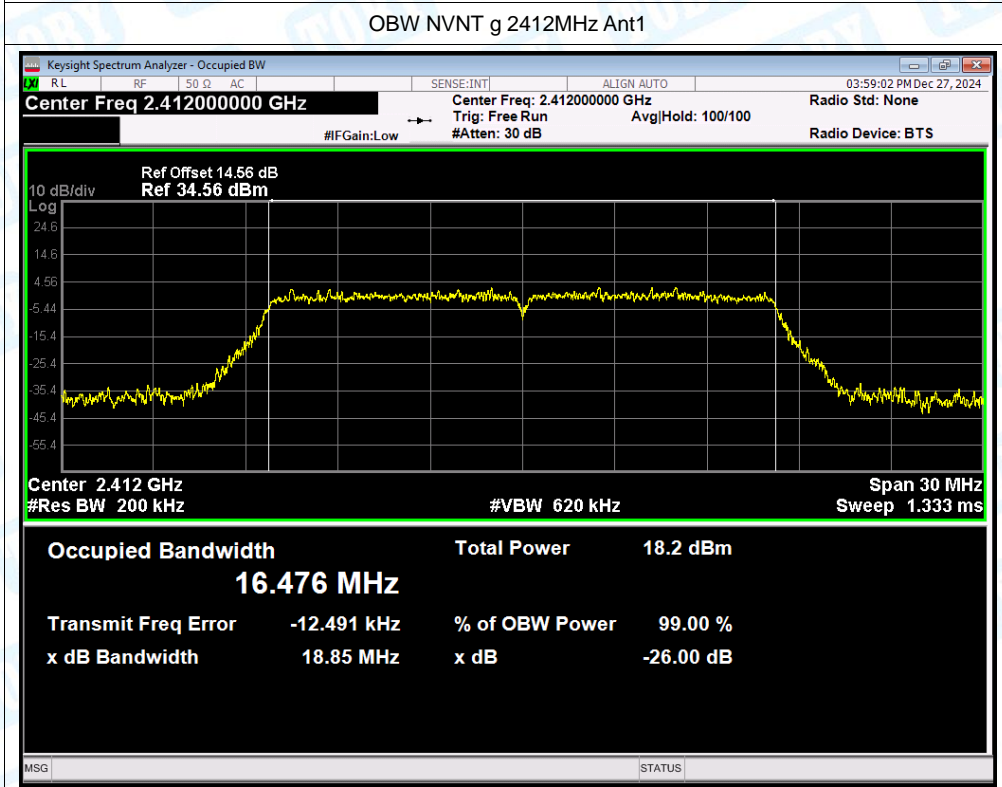 OBW NVNT g 2412MHz Ant1
Keysight Spectrum Analyzer - Occupied BW
LXI RL RF 50 Ω AC SENSE:INT ALIGN AUTO 03:59:02 PM Dec 27, 2024
Center Freq 2.412000000 GHz
Center Freq: 2.412000000 GHz
Radio Std: None
Trig: Free Run
Avg|Hold: 100/100
#IFGain:Low
#Atten: 30 dB
Radio Device: BTS
Ref Offset 14.56 dB
10 dB/div
Ref 34.56 dBm
Log
24.6
14.6
4.56
-5.44
-15.4
-25.4
-35.4
-45.4
-55.4
Center 2.412 GHz
Span 30 MHz
#Res BW 200 kHz
#VBW 620 kHz
Sweep 1.333 ms
Occupied Bandwidth
Total Power 18.2 dBm
16.476 MHz
Transmit Freq Error -12.491 kHz
% of OBW Power 99.00 %
x dB Bandwidth 18.85 MHz
x dB -26.00 dB
MSG
STATUS